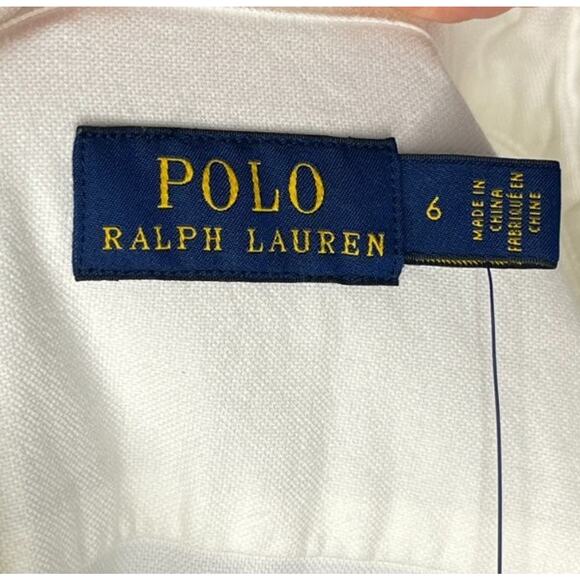 POLO
RALPH LAUREN
6
MADE IN
CHINA
FABRIQUÉ EN
CHINE